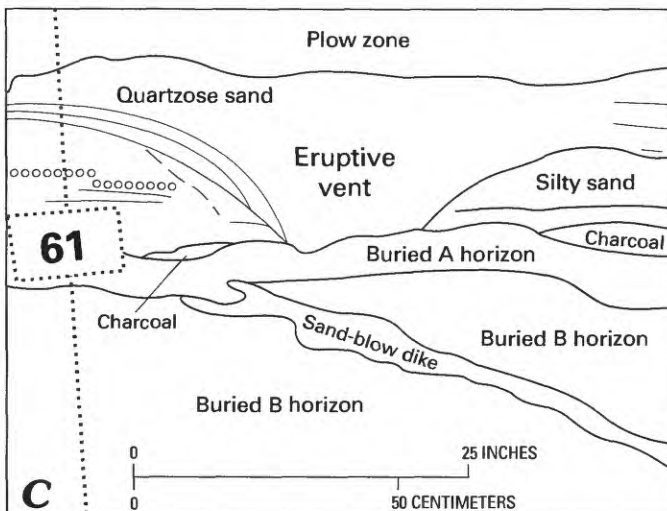 Plow zone
Quartzose sand
Eruptive
vent
Silty sand
61
Charcoal
Buried A horizon
Charcoal
Sand-blow dike
Buried B horizon
Buried B horizon
0 25 INCHES
C
0 50 CENTIMETERS